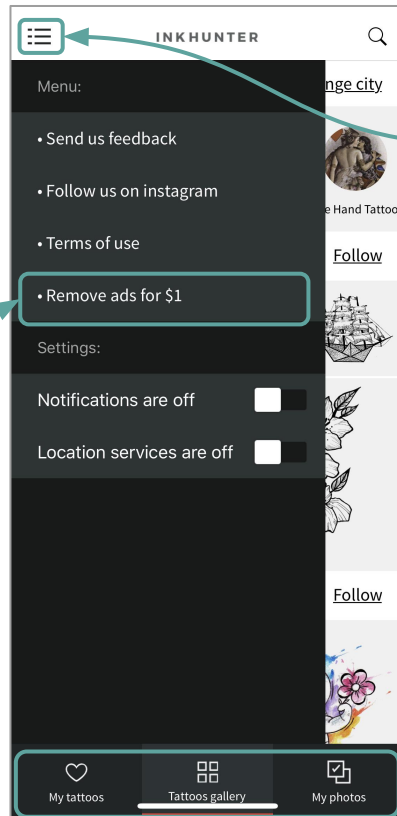 INKHUNTER
Menu:
• Send us feedback
• Follow us on instagram
• Terms of use
• Remove ads for $1
Settings:
Notifications are off
Location services are off
nge city
e Hand Tattoo
Follow
Follow
My tattoos
Tattoos gallery
My photos